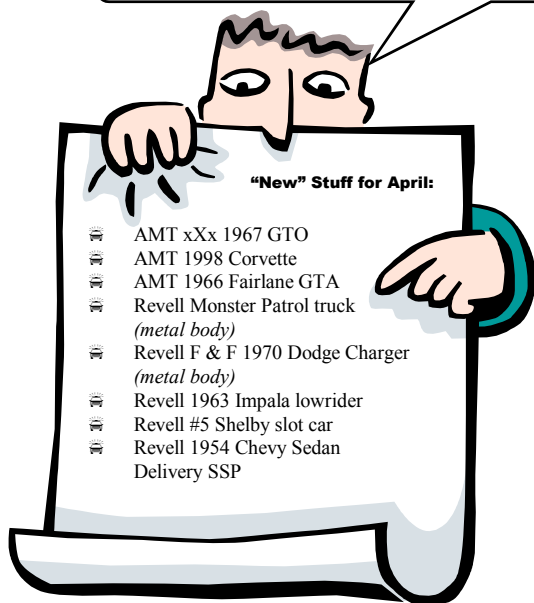 “New” Stuff for April:
AMT xXx 1967 GTO
AMT 1998 Corvette
AMT 1966 Fairlane GTA
Revell Monster Patrol truck
(metal body)
Revell F & F 1970 Dodge Charger
(metal body)
Revell 1963 Impala lowrider
Revell #5 Shelby slot car
Revell 1954 Chevy Sedan
Delivery SSP